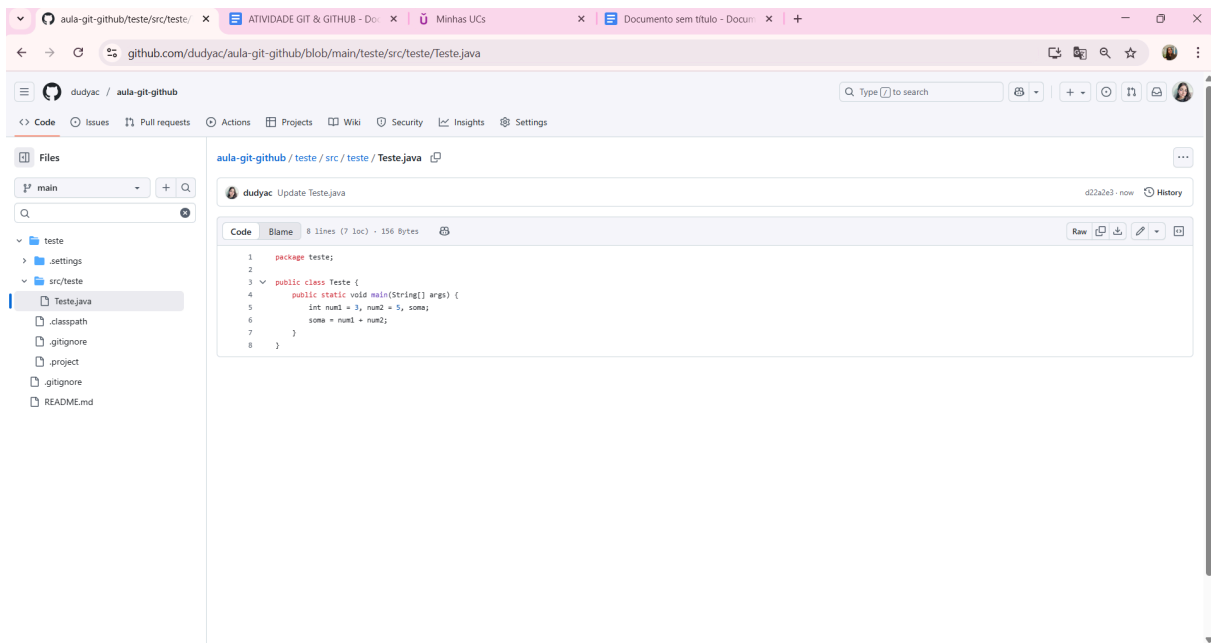 aula-git-github/teste/src/teste/
ATIVIDADE GIT & GITHUB - Doc
Minhas UCs
Documento sem título - Docum
github.com/dudyac/aula-git-github/blob/main/teste/src/teste/Teste.java
dudyac / aula-git-github
Type / to search
Code Issues Pull requests Actions Projects Wiki Security Insights Settings
Files
aula-git-github / teste / src / teste / Teste.java
main
dudyac Update Teste.java
d22a2e3 · now History
Code Blame 8 lines (7 loc) · 156 Bytes
Raw
teste
.settings
src/teste
Teste.java
.classpath
.gitignore
.project
.gitignore
README.md
1 package teste;
2
3 public class Teste {
4 public static void main(String[] args) {
5 int num1 = 3, num2 = 5, soma;
6 soma = num1 + num2;
7 }
8 }